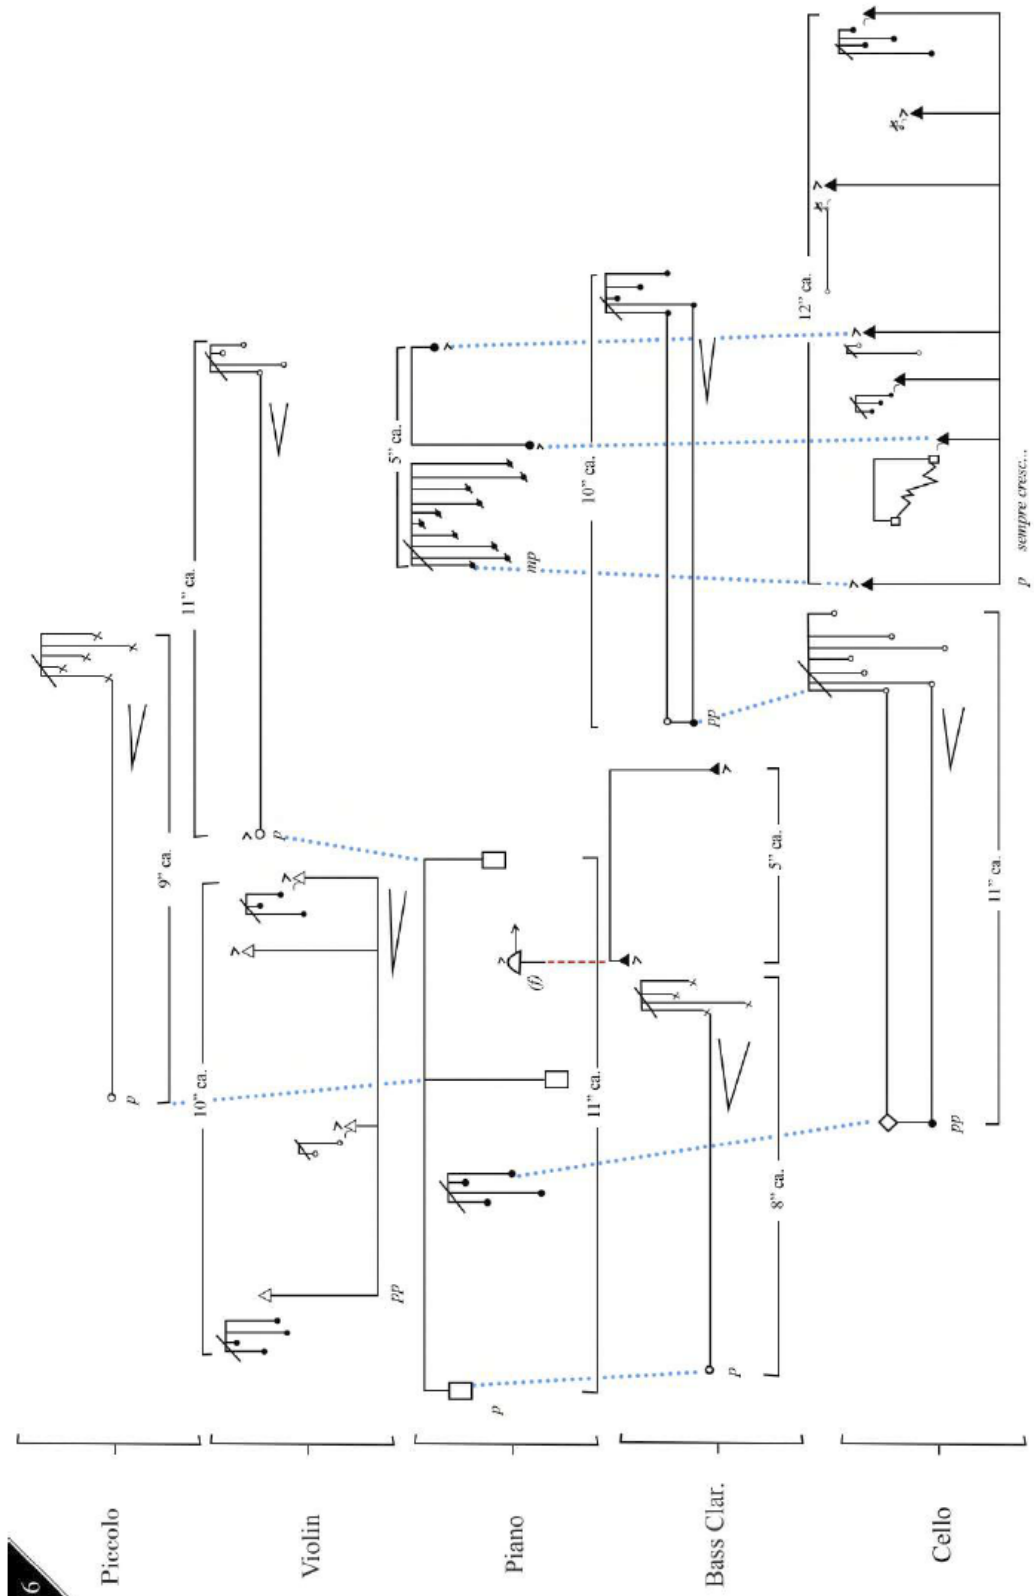 6
Piccolo
p
9” ca.
Violin
10” ca.
pp
p
11” ca.
Piano
p
11” ca.
(f)
5” ca.
mp
Bass Clar.
p
8” ca.
5” ca.
10” ca.
pp
Cello
pp
11” ca.
12” ca.
p sempre cresc...